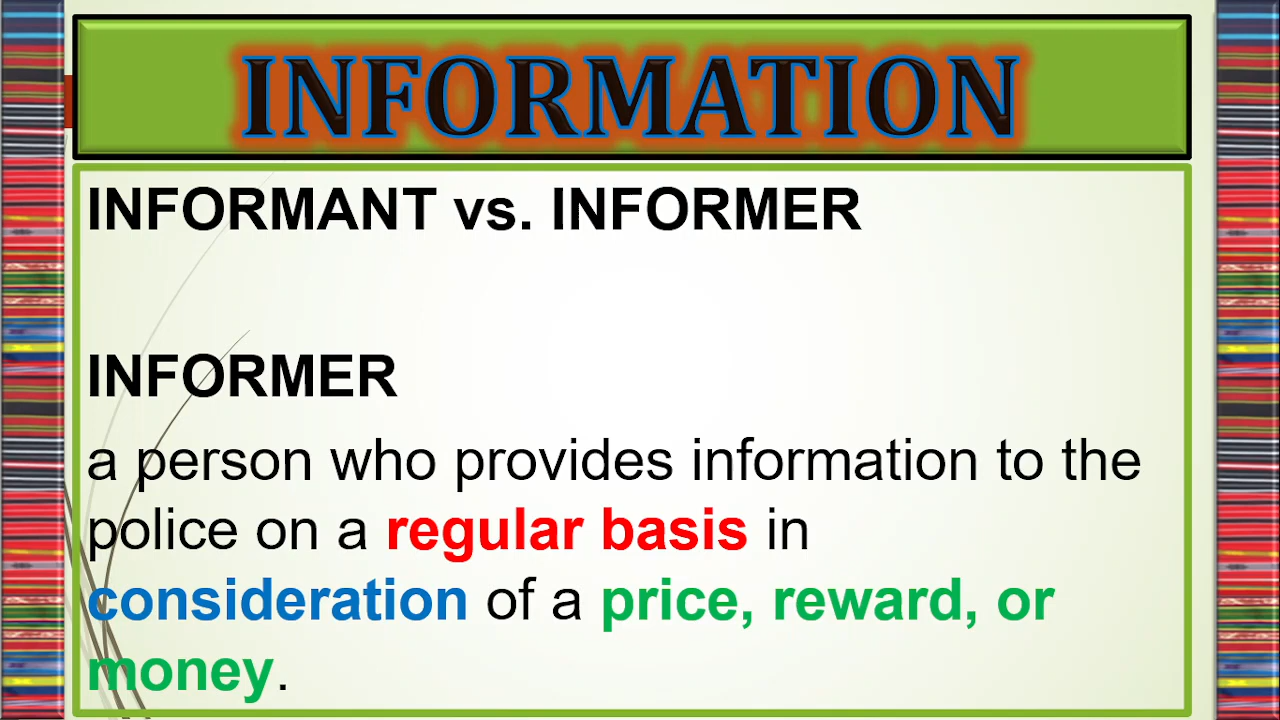 INFORMATION
INFORMANT vs. INFORMER
INFORMER
a person who provides information to the
police on a regular basis in
consideration of a price, reward, or
money.